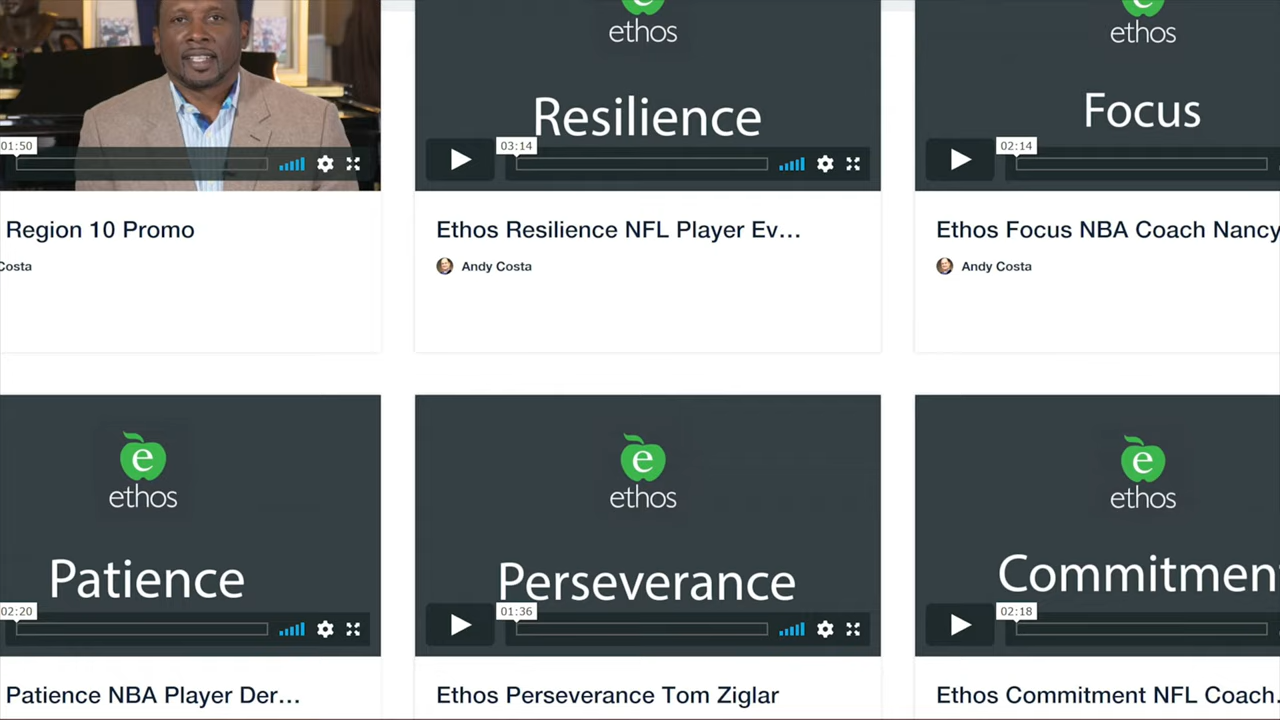 ethos
ethos
Resilience
Focus
01:50
03:14
02:14
Region 10 Promo
Ethos Resilience NFL Player Ev...
Ethos Focus NBA Coach Nancy
Costa
Andy Costa
Andy Costa
e
ethos
e
ethos
e
ethos
Patience
Perseverance
Commitmen
02:20
01:36
02:18
Patience NBA Player Der...
Ethos Perseverance Tom Ziglar
Ethos Commitment NFL Coach.